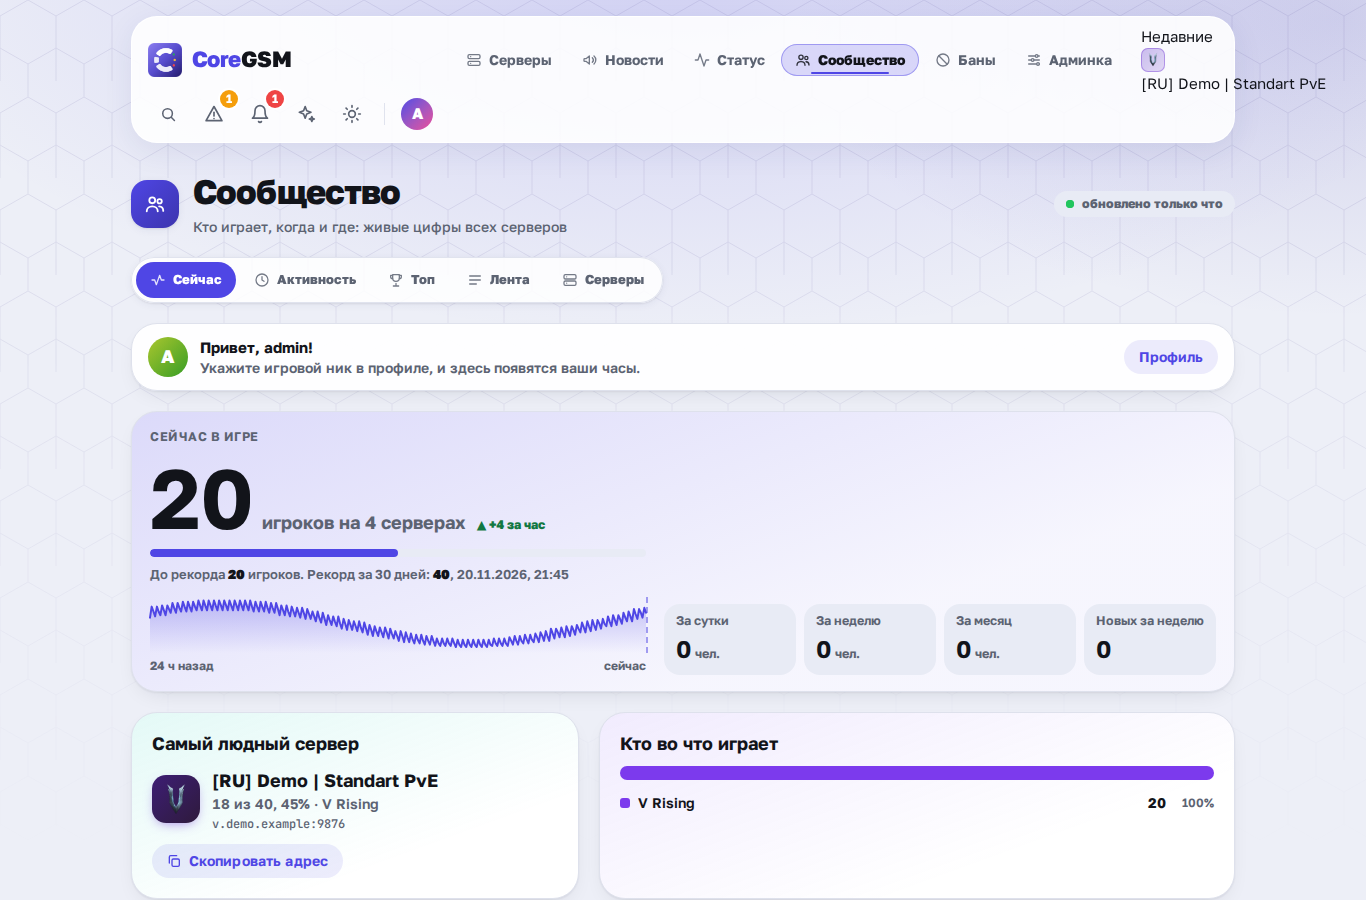 CoreGSM
Серверы
Новости
Статус
Сообщество
Баны
Админка
Недавние
[RU] Demo | Standart PvE
1
1
A
Сообщество
Кто играет, когда и где: живые цифры всех серверов
обновлено только что
Сейчас
Активность
Топ
Лента
Серверы
A
Привет, admin!
Укажите игровой ник в профиле, и здесь появятся ваши часы.
Профиль
СЕЙЧАС В ИГРЕ
20 игроков на 4 серверах ▲ +4 за час
До рекорда 20 игроков. Рекорд за 30 дней: 40, 20.11.2026, 21:45
24 ч назад
сейчас
За сутки
0 чел.
За неделю
0 чел.
За месяц
0 чел.
Новых за неделю
0
Самый людный сервер
[RU] Demo | Standart PvE
18 из 40, 45% · V Rising
v.demo.example:9876
Скопировать адрес
Кто во что играет
V Rising
20
100%